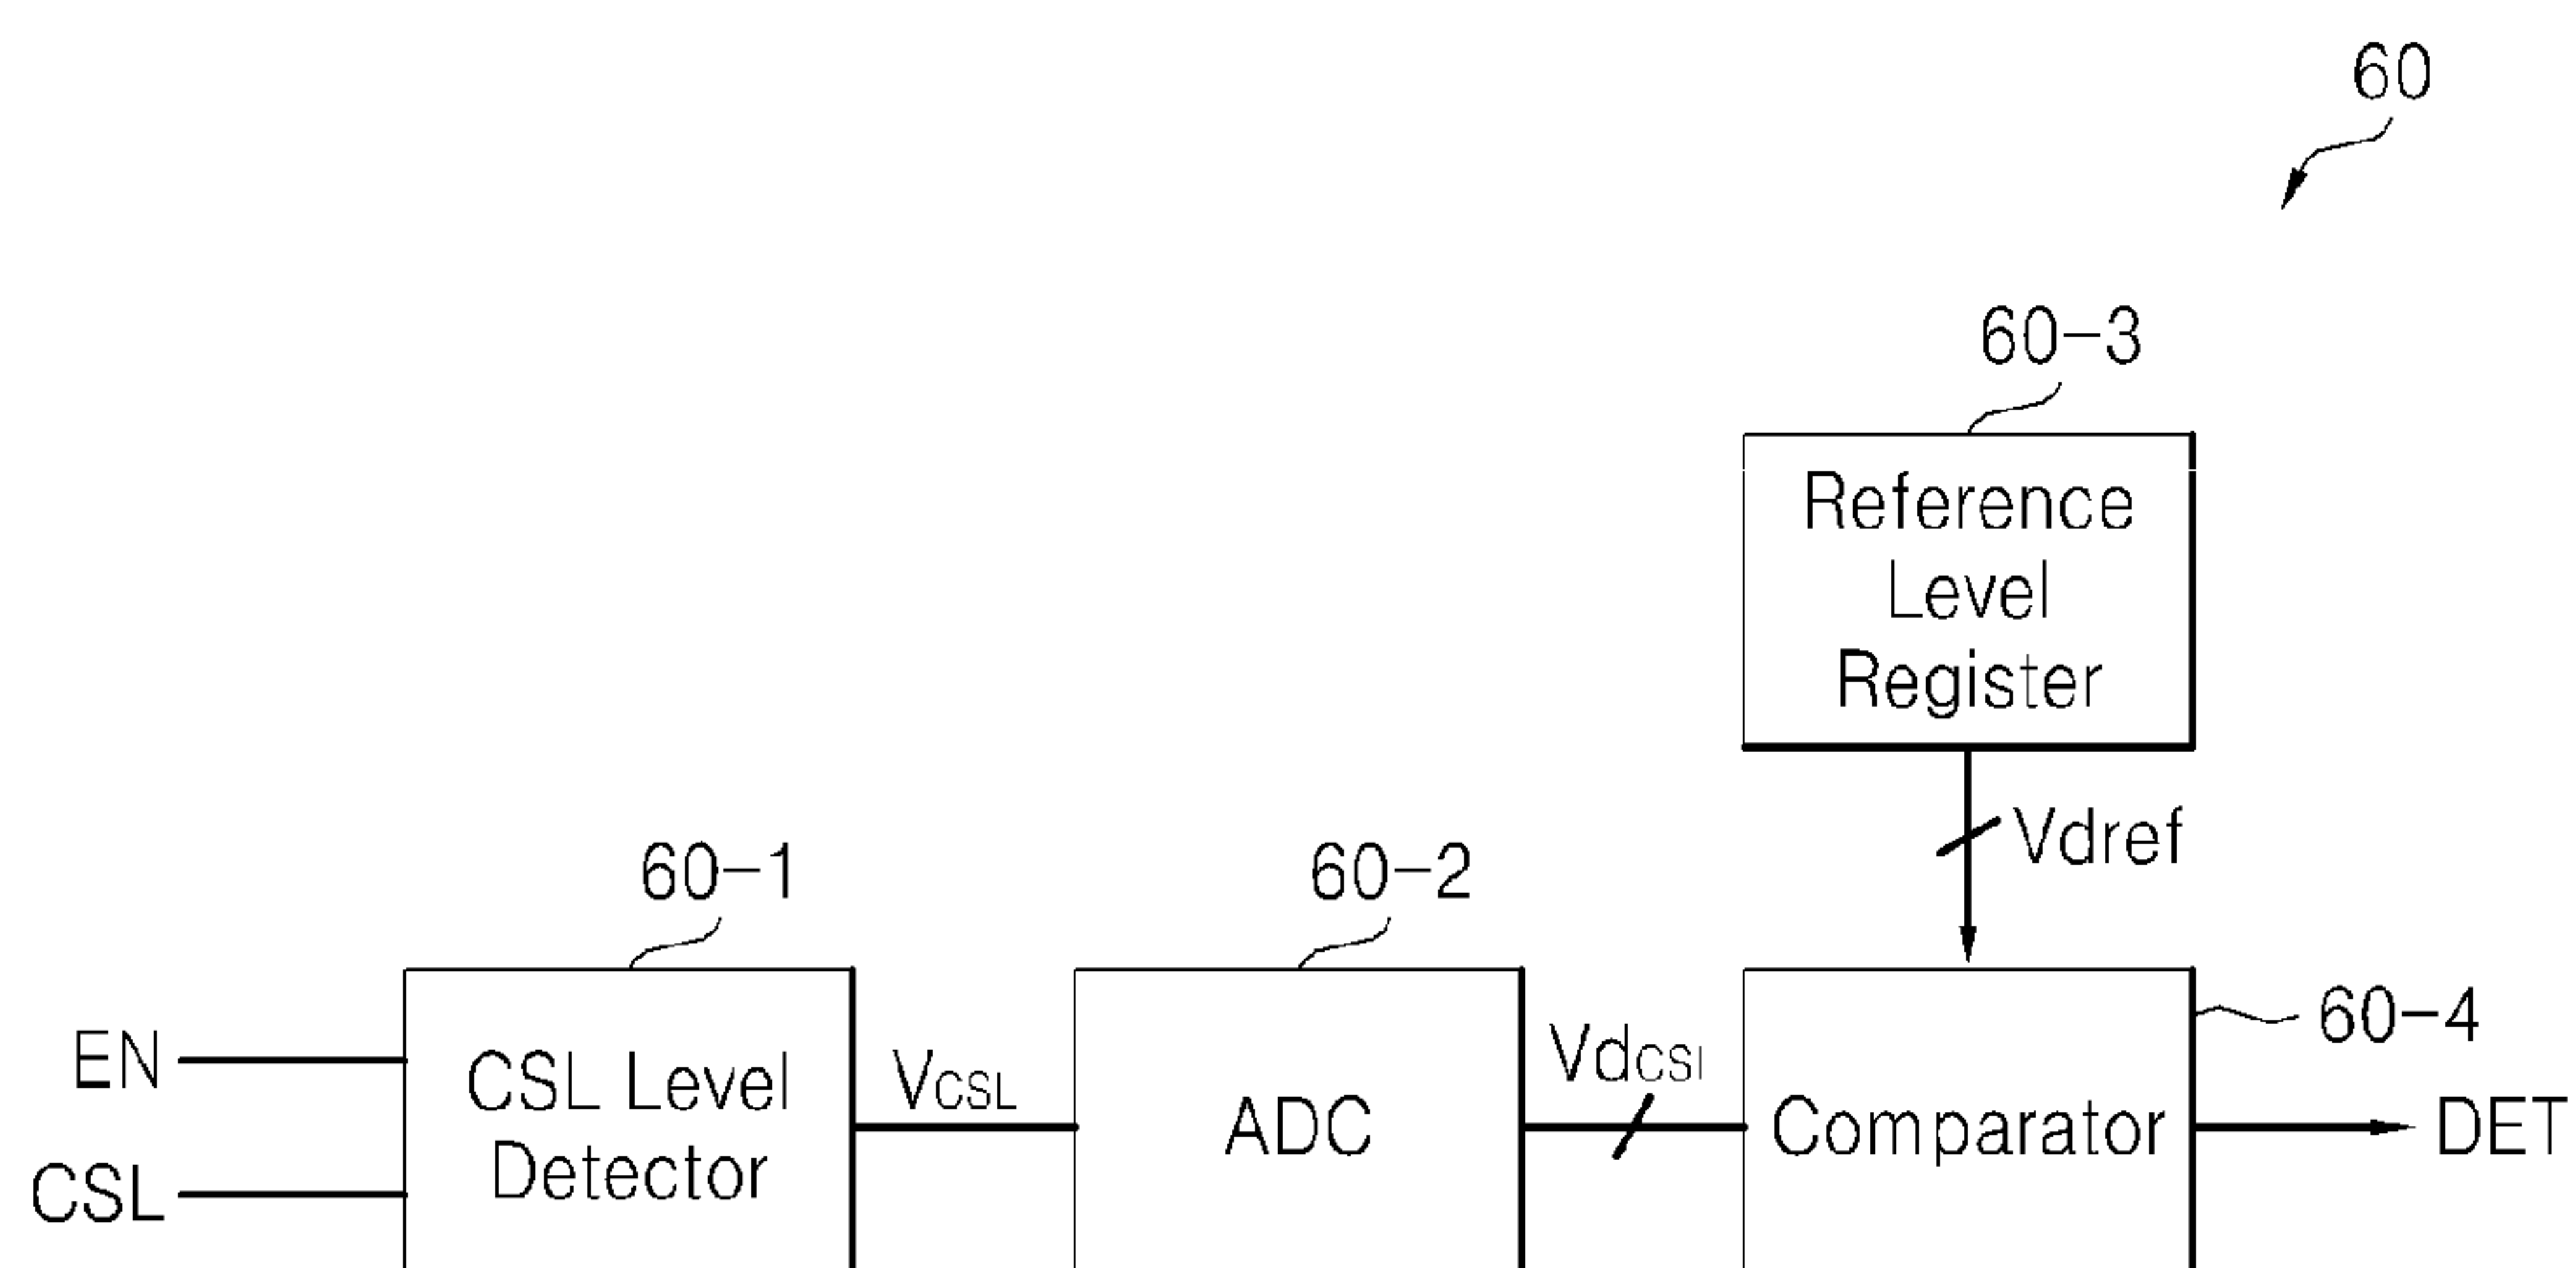 60
60-3
Reference
Level
Register
Vdref
60-1
60-2
60-4
EN
CSL
CSL Level
Detector
VCSL
ADC
VdCSl
Comparator
DET